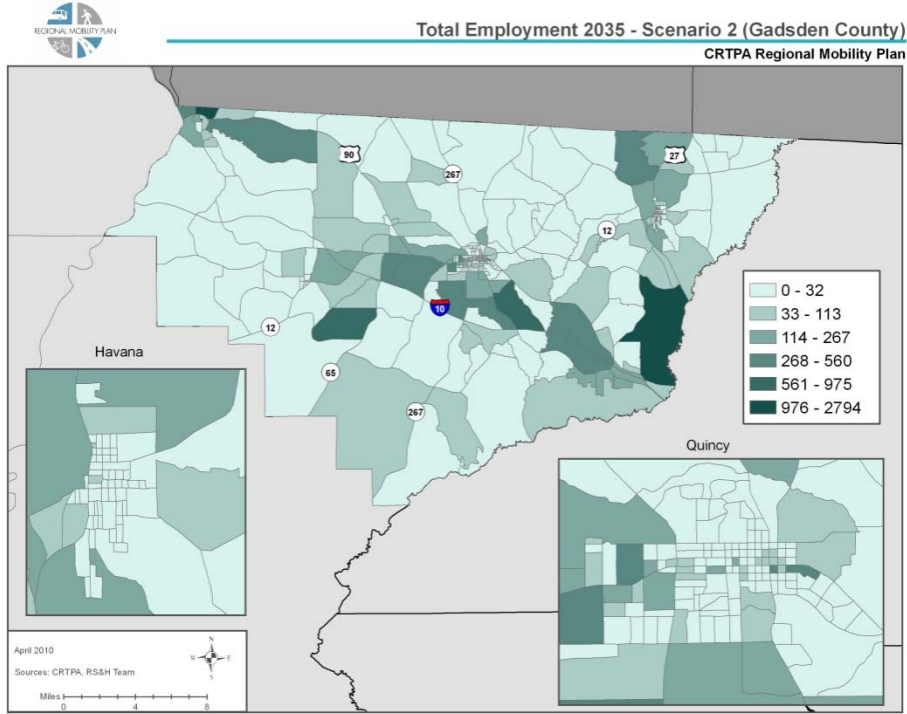 REGIONAL MOBILITY PLAN
Total Employment 2035 - Scenario 2 (Gadsden County)
CRTPA Regional Mobility Plan
90
27
267
12
10
12
65
267
0 - 32
33 - 113
114 - 267
268 - 560
561 - 975
976 - 2794
Havana
Quincy
April 2010
Sources: CRTPA, RS&H Team
N
W
E
S
Miles
0 4 8